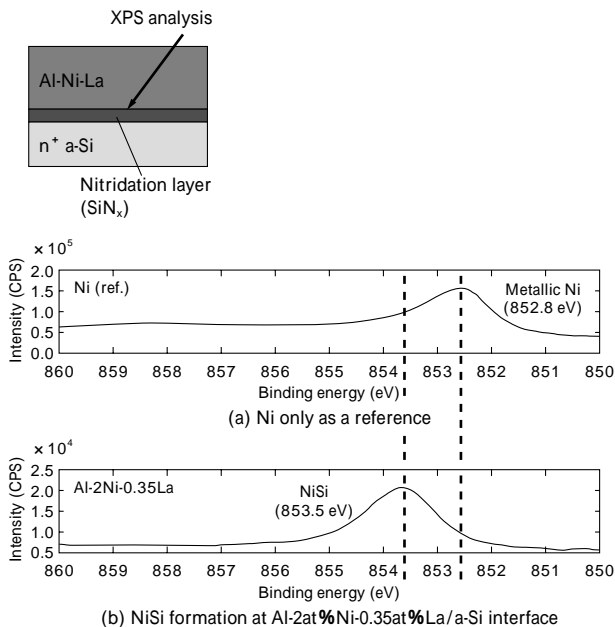 XPS analysis
Al-Ni-La
n+ a-Si
Nitridation layer
(SiNx)
× 10⁵
Intensity (CPS)
2.0
1.5
1.0
0.5
0.0
Ni (ref.)
Metallic Ni
(852.8 eV)
860 859 858 857 856 855 854 853 852 851 850
Binding energy (eV)
(a) Ni only as a reference
× 10⁴
Intensity (CPS)
2.5
2.0
1.5
1.0
0.5
Al-2Ni-0.35La
NiSi
(853.5 eV)
860 859 858 857 856 855 854 853 852 851 850
Binding energy (eV)
(b) NiSi formation at Al-2at%Ni-0.35at%La/a-Si interface